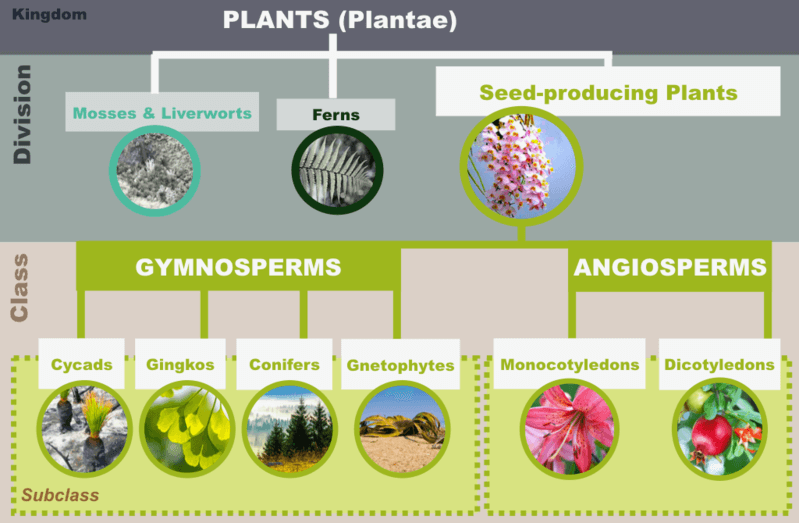 Kingdom
PLANTS (Plantae)
Division
Seed-producing Plants
Mosses & Liverworts
Ferns
Class
GYMNOSPERMS
ANGIOSPERMS
Cycads
Gingkos
Conifers
Gnetophytes
Monocotyledons
Dicotyledons
Subclass